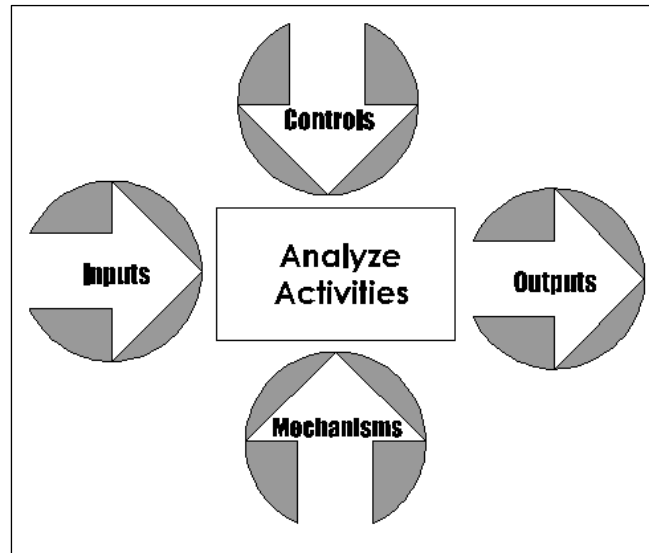 Controls
Inputs
Analyze
Activities
Outputs
Mechanisms